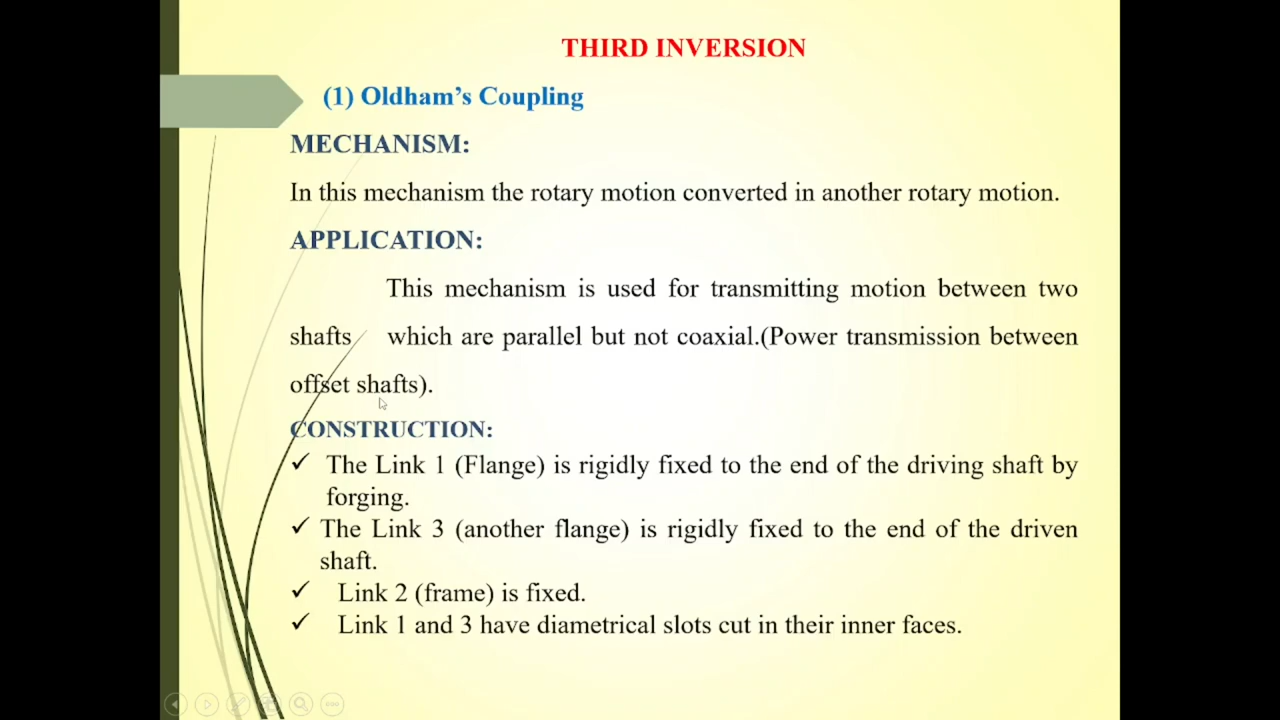 THIRD INVERSION
(1) Oldham's Coupling
MECHANISM:
In this mechanism the rotary motion converted in another rotary motion.
APPLICATION:
This mechanism is used for transmitting motion between two
shafts which are parallel but not coaxial.(Power transmission between
offset shafts).
CONSTRUCTION:
✓ The Link 1 (Flange) is rigidly fixed to the end of the driving shaft by
forging.
✓ The Link 3 (another flange) is rigidly fixed to the end of the driven
shaft.
✓ Link 2 (frame) is fixed.
✓ Link 1 and 3 have diametrical slots cut in their inner faces.